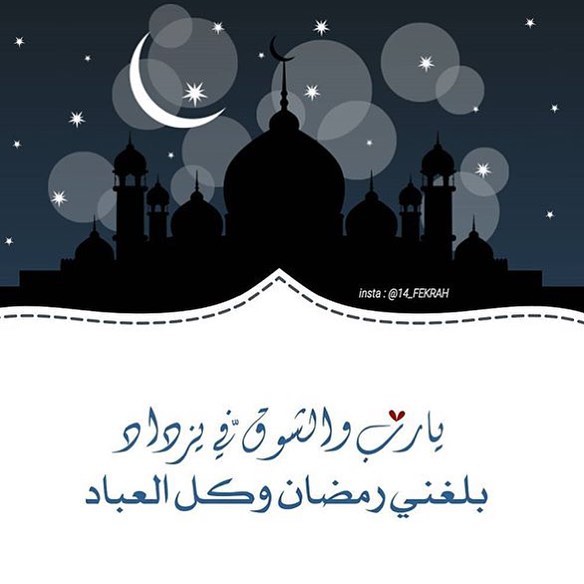 insta : @14_FEKRAH
يارب والشوق فيّ يزداد
بلغني رمضان وكل العباد